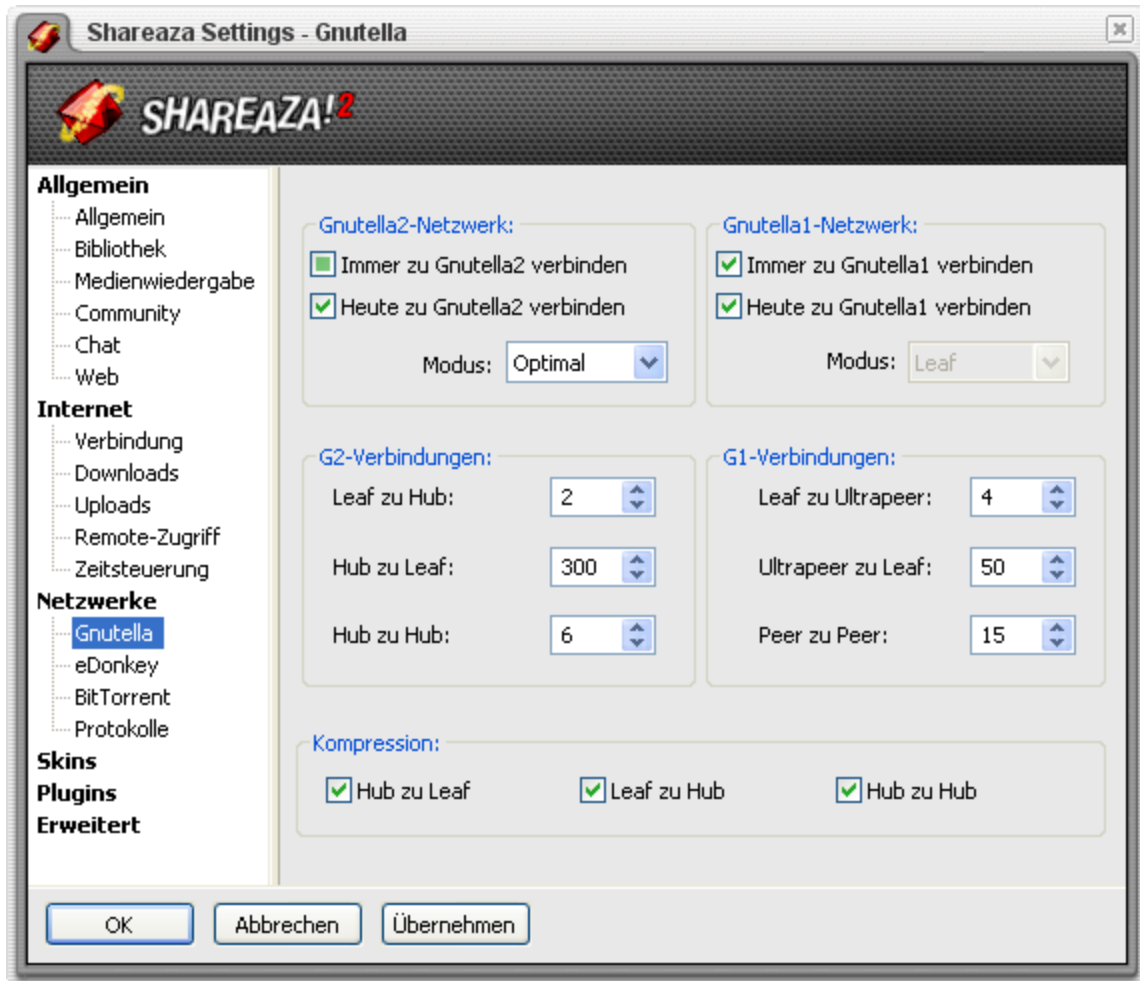 Shareaza Settings - Gnutella
SHAREAZA!2
Allgemein
Allgemein
Bibliothek
Medienwiedergabe
Community
Chat
Web
Internet
Verbindung
Downloads
Uploads
Remote-Zugriff
Zeitsteuerung
Netzwerke
Gnutella
eDonkey
BitTorrent
Protokolle
Skins
Plugins
Erweitert
Gnutella2-Netzwerk:
Immer zu Gnutella2 verbinden
Heute zu Gnutella2 verbinden
Modus: Optimal
Gnutella1-Netzwerk:
Immer zu Gnutella1 verbinden
Heute zu Gnutella1 verbinden
Modus: Leaf
G2-Verbindungen:
Leaf zu Hub: 2
Hub zu Leaf: 300
Hub zu Hub: 6
G1-Verbindungen:
Leaf zu Ultrapeer: 4
Ultrapeer zu Leaf: 50
Peer zu Peer: 15
Kompression:
Hub zu Leaf Leaf zu Hub Hub zu Hub
OK Abbrechen Übernehmen